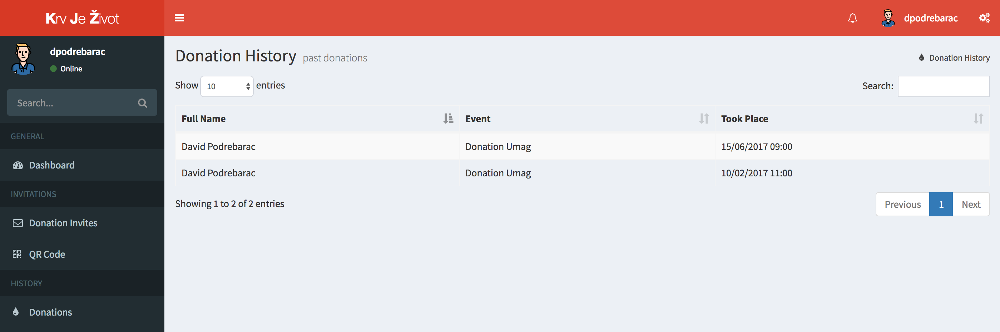 Krv Je Život
dpodrebarac
dpodrebarac
Online
Search...
GENERAL
Dashboard
INVITATIONS
Donation Invites
QR Code
HISTORY
Donations
Donation History past donations
Donation History
Show 10 entries
Search:
Full Name Event Took Place
David Podrebarac Donation Umag 15/06/2017 09:00
David Podrebarac Donation Umag 10/02/2017 11:00
Showing 1 to 2 of 2 entries
Previous 1 Next